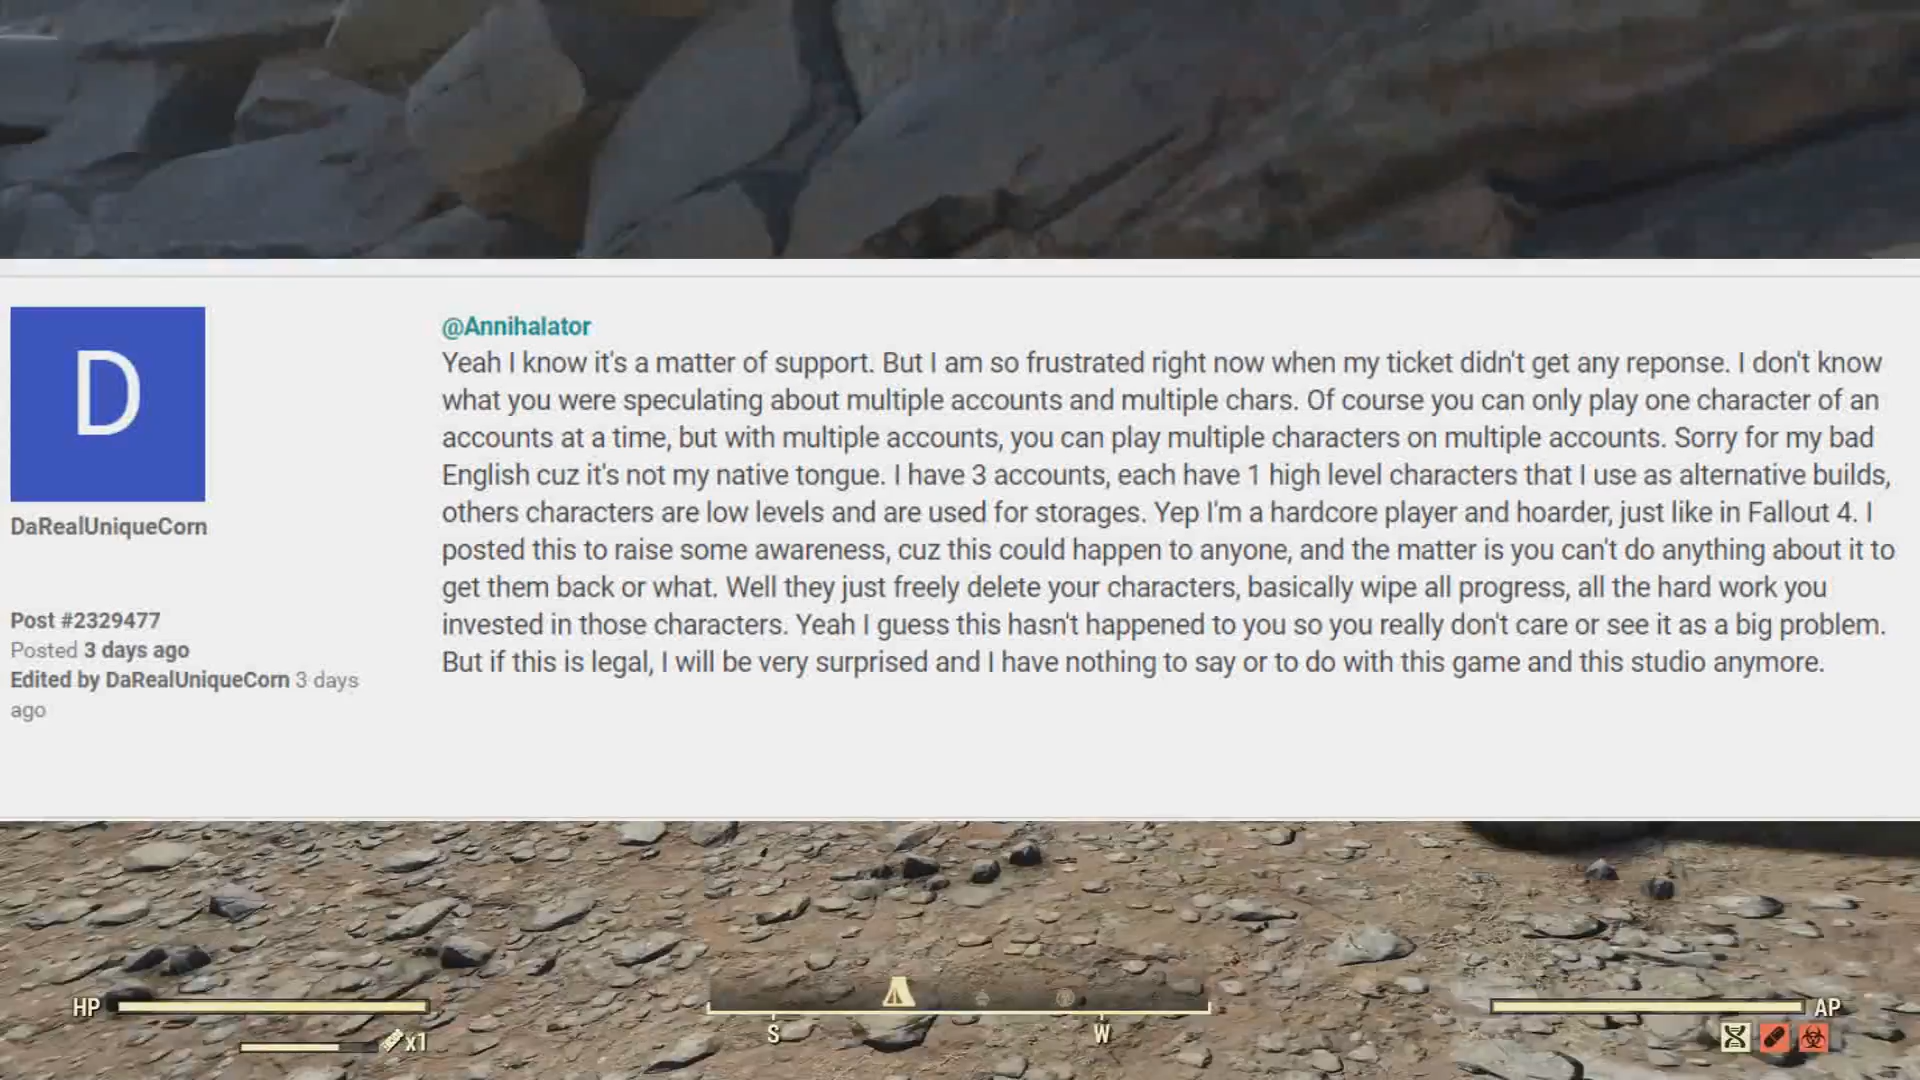 D
DaRealUniqueCorn
Post #2329477
Posted 3 days ago
Edited by DaRealUniqueCorn 3 days
ago
@Annihalator
Yeah I know it's a matter of support. But I am so frustrated right now when my ticket didn't get any reponse. I don't know
what you were speculating about multiple accounts and multiple chars. Of course you can only play one character of an
accounts at a time, but with multiple accounts, you can play multiple characters on multiple accounts. Sorry for my bad
English cuz it's not my native tongue. I have 3 accounts, each have 1 high level characters that I use as alternative builds,
others characters are low levels and are used for storages. Yep I'm a hardcore player and hoarder, just like in Fallout 4. I
posted this to raise some awareness, cuz this could happen to anyone, and the matter is you can't do anything about it to
get them back or what. Well they just freely delete your characters, basically wipe all progress, all the hard work you
invested in those characters. Yeah I guess this hasn't happened to you so you really don't care or see it as a big problem.
But if this is legal, I will be very surprised and I have nothing to say or to do with this game and this studio anymore.
HP
x1
S
W
AP